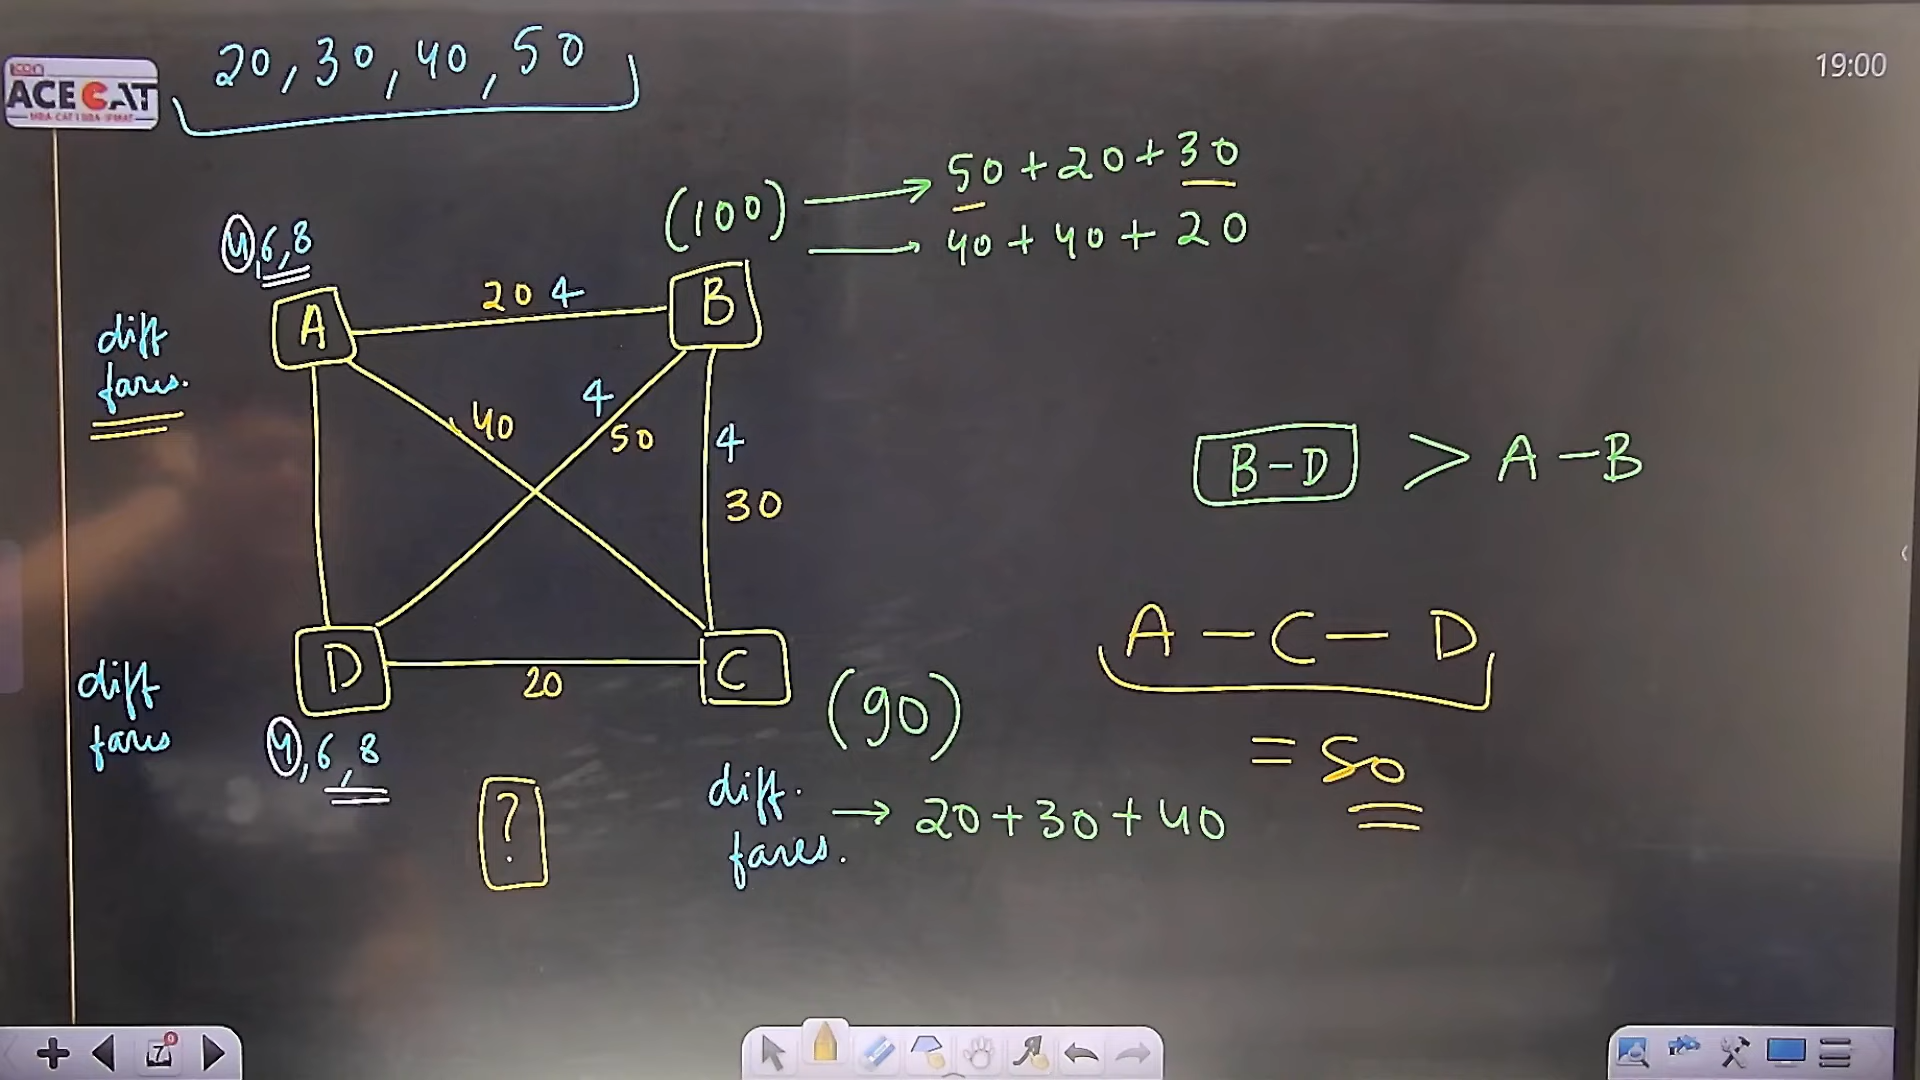 20, 30, 40, 50
19:00
icon
ACE CAT
(100) → 50 + 20 + 30
→ 40 + 40 + 20
4, 6, 8
A
20 4
B
diff
fares.
40
4
50
4
30
B-D > A-B
A - C - D
= 50
D
20
C
(90)
diff
fares
4, 6, 8
?
diff.
fares.
→ 20 + 30 + 40
7